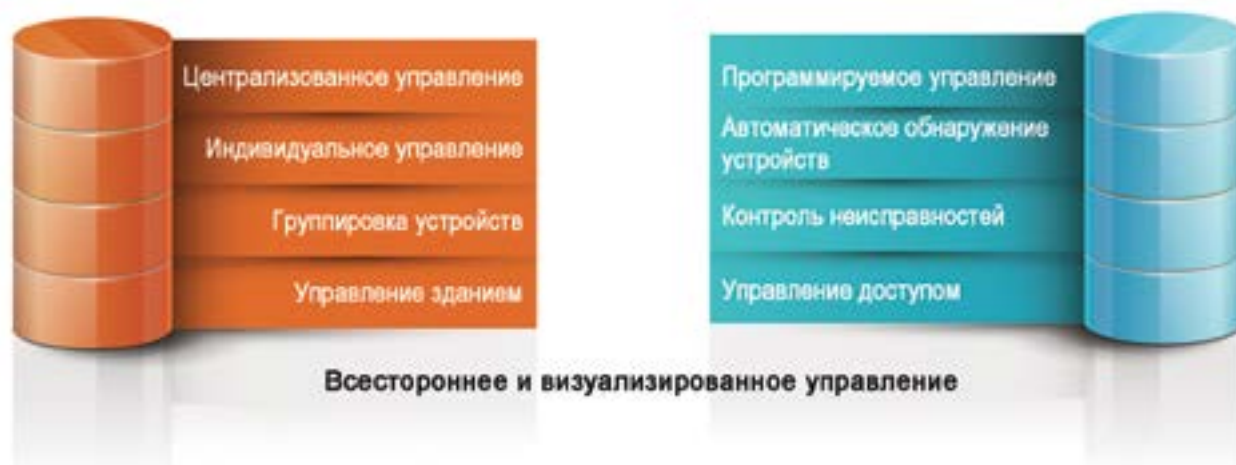 Централизованное управление
Индивидуальное управление
Группировка устройств
Управление зданием
Программируемое управление
Автоматическое обнаружение
устройств
Контроль неисправностей
Управление доступом
Всестороннее и визуализированное управление